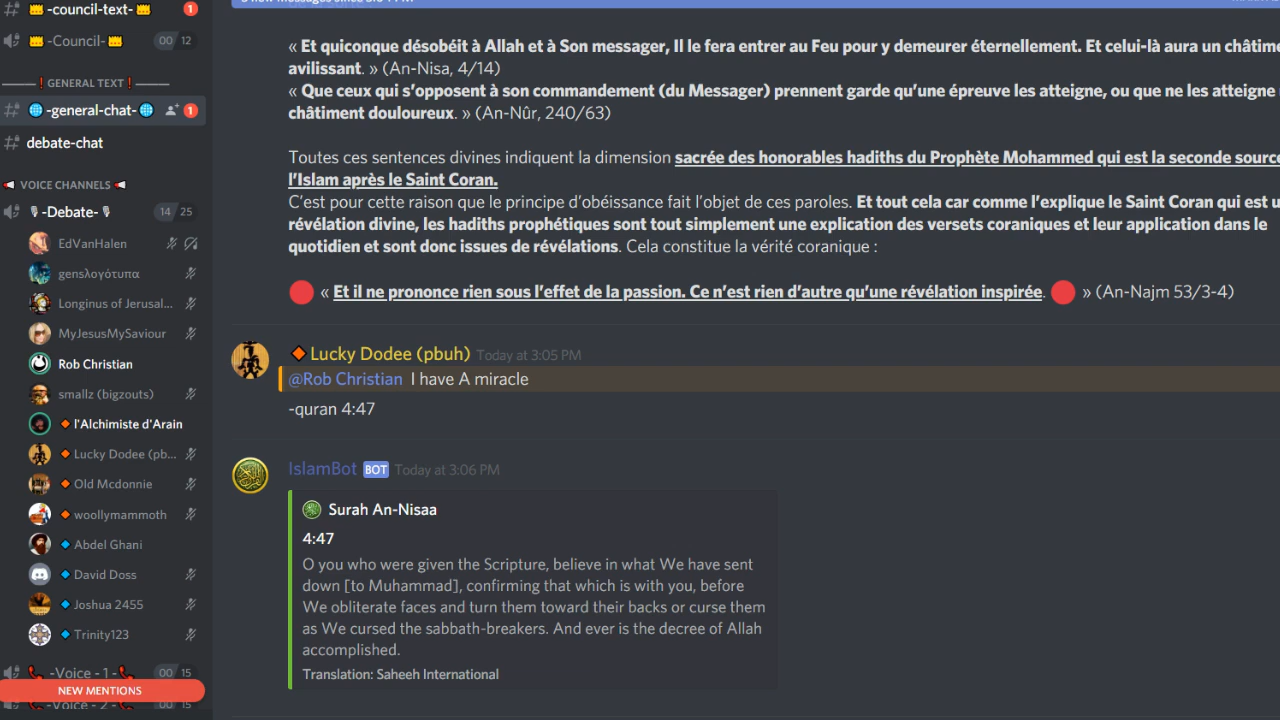 -council-text- 1
-Council- 00 12
GENERAL TEXT
-general-chat- 1
debate-chat
VOICE CHANNELS
-Debate- 14 25
EdVanHalen
gensλογότυπα
Longinus of Jerusal...
MyJesusMySaviour
Rob Christian
smallz (bigzouts)
l'Alchimiste d'Arain
Lucky Dodee (pb...
Old Mcdonnie
woollymammoth
Abdel Ghani
David Doss
Joshua 2455
Trinity123
-Voice - 1 - 00 15
NEW MENTIONS
-Voice - 2 - 00 15
« Et quiconque désobéit à Allah et à Son messager, Il le fera entrer au Feu pour y demeurer éternellement. Et celui-là aura un châtime
avilissant. » (An-Nisa, 4/14)
« Que ceux qui s'opposent à son commandement (du Messager) prennent garde qu'une épreuve les atteigne, ou que ne les atteigne
châtiment douloureux. » (An-Nûr, 240/63)
Toutes ces sentences divines indiquent la dimension sacrée des honorables hadiths du Prophète Mohammed qui est la seconde source
l'Islam après le Saint Coran.
C'est pour cette raison que le principe d'obéissance fait l'objet de ces paroles. Et tout cela car comme l'explique le Saint Coran qui est u
révélation divine, les hadiths prophétiques sont tout simplement une explication des versets coraniques et leur application dans le
quotidien et sont donc issues de révélations. Cela constitue la vérité coranique :
« Et il ne prononce rien sous l'effet de la passion. Ce n'est rien d'autre qu'une révélation inspirée. » (An-Najm 53/3-4)
Lucky Dodee (pbuh) Today at 3:05 PM
@Rob Christian I have A miracle
-quran 4:47
IslamBot BOT Today at 3:06 PM
Surah An-Nisaa
4:47
O you who were given the Scripture, believe in what We have sent
down [to Muhammad], confirming that which is with you, before
We obliterate faces and turn them toward their backs or curse them
as We cursed the sabbath-breakers. And ever is the decree of Allah
accomplished.
Translation: Saheeh International